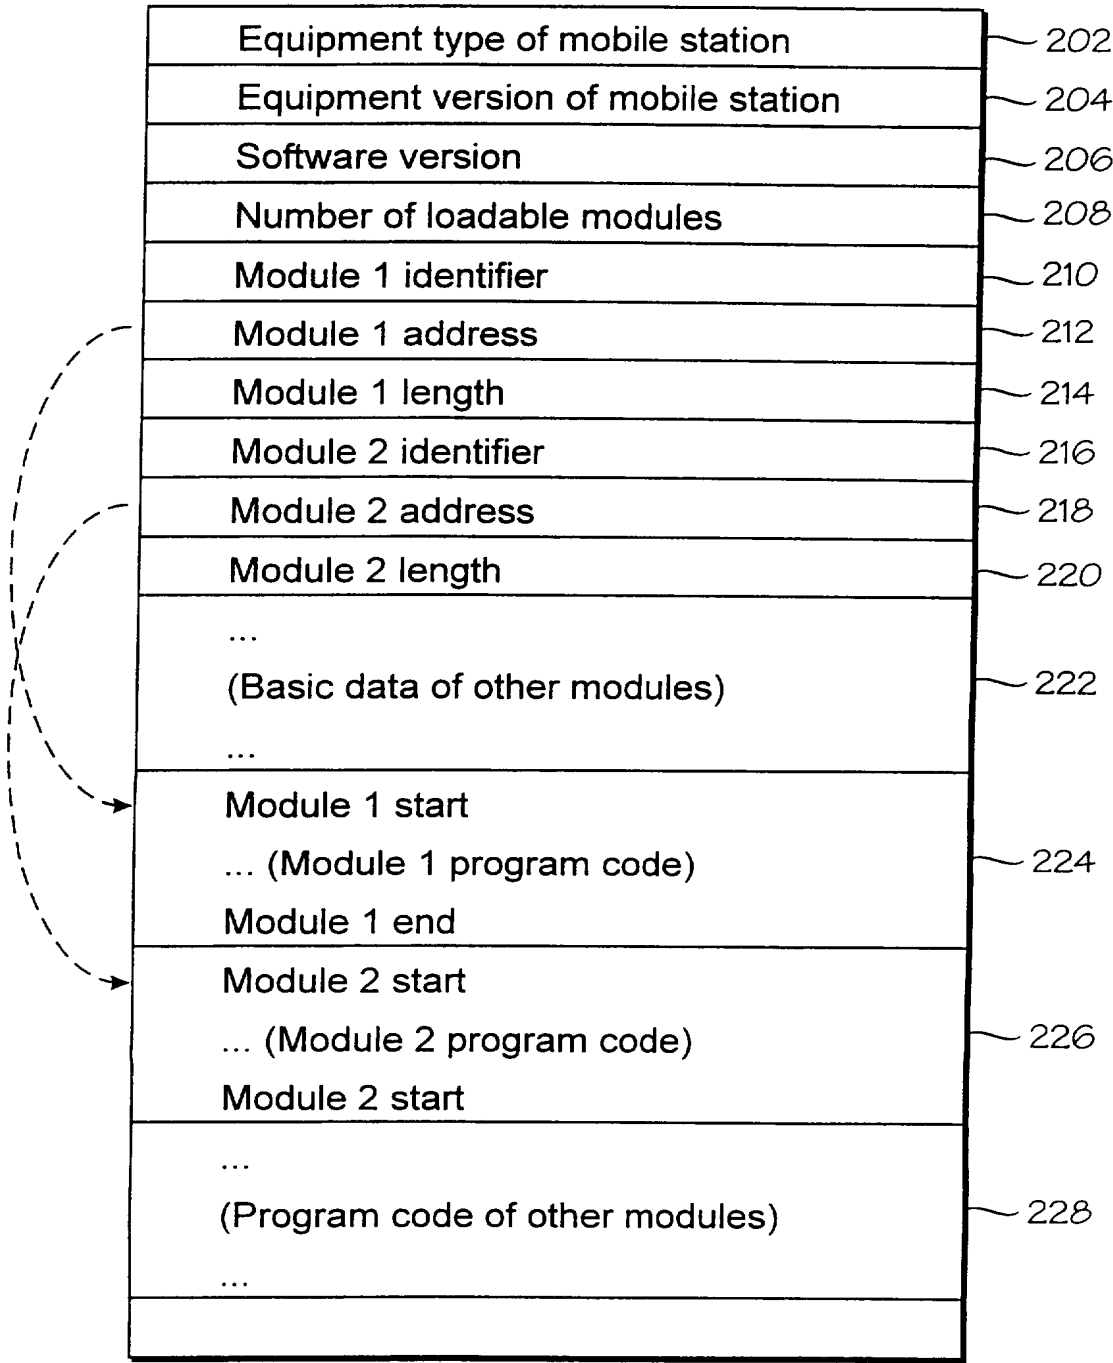 Equipment type of mobile station 202
Equipment version of mobile station 204
Software version 206
Number of loadable modules 208
Module 1 identifier 210
Module 1 address 212
Module 1 length 214
Module 2 identifier 216
Module 2 address 218
Module 2 length 220
...
(Basic data of other modules) 222
...
Module 1 start
... (Module 1 program code) 224
Module 1 end
Module 2 start
... (Module 2 program code) 226
Module 2 start
...
(Program code of other modules) 228
...